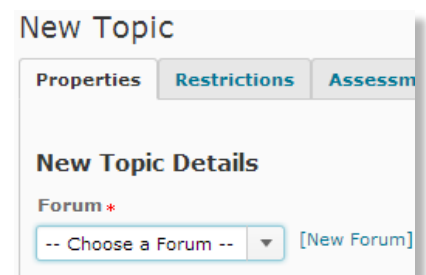 New Topic
Properties Restrictions Assessm
New Topic Details
Forum *
-- Choose a Forum -- [New Forum]